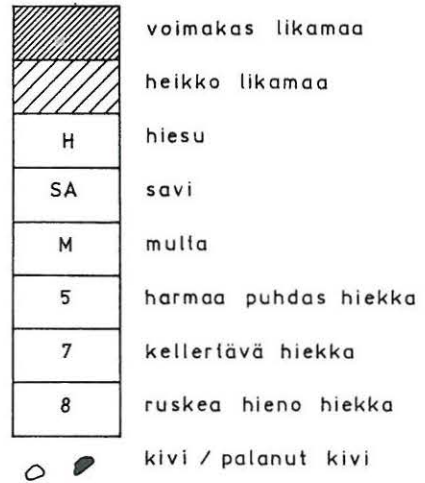 voimakas likamaa
heikko likamaa
H hiesu
SA savi
M multa
5 harmaa puhdas hiekka
7 kellertävä hiekka
8 ruskea hieno hiekka
kivi / palanut kivi